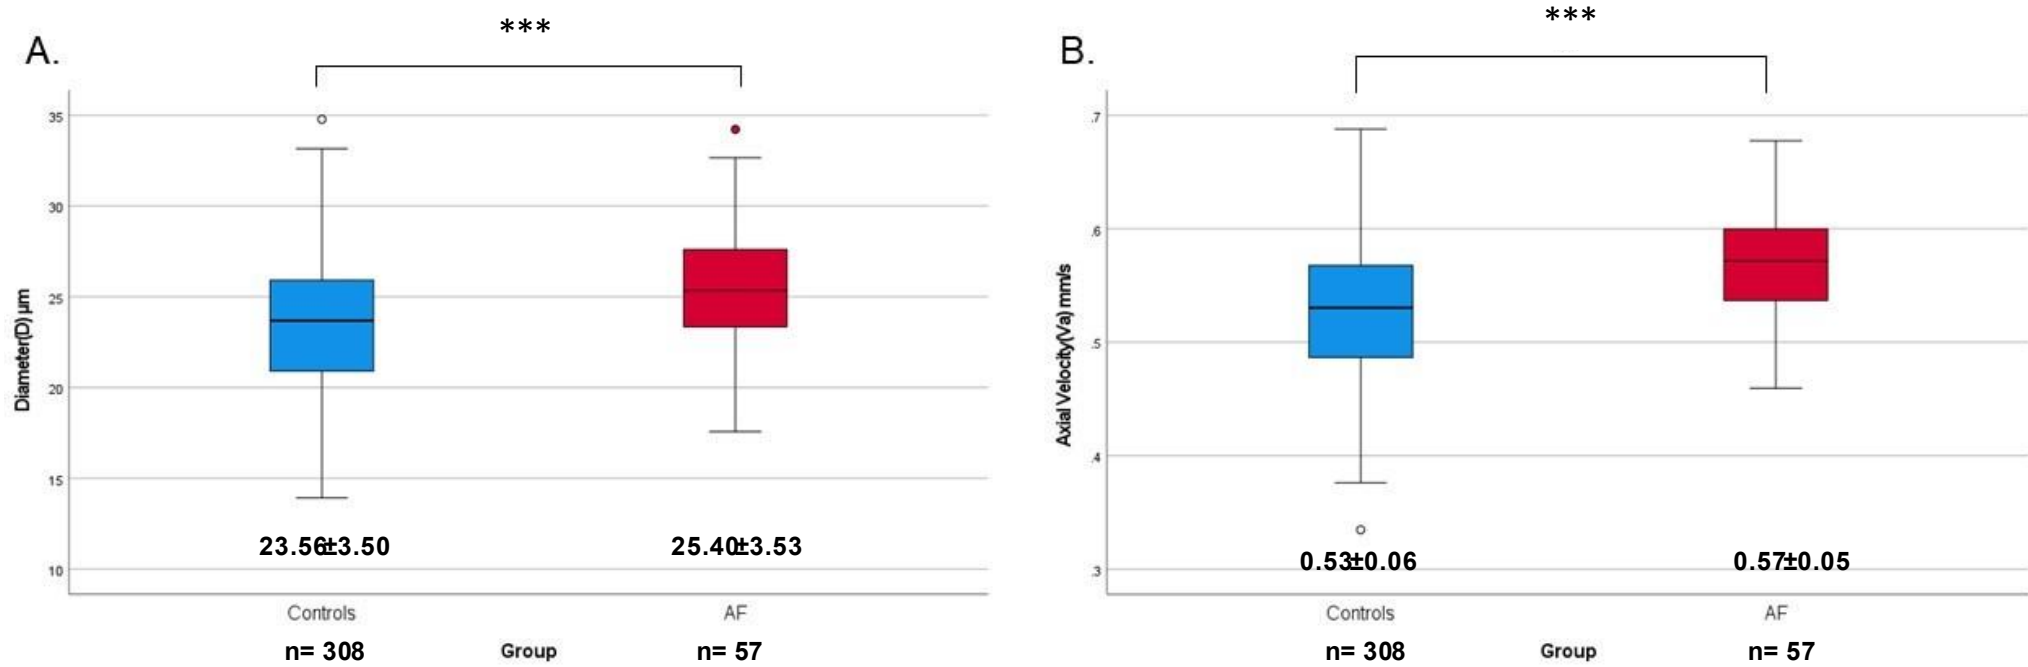 A.
***
Diameter(D) µm
35
30
25
20
15
10
23.56±3.50
25.40±3.53
Controls
AF
n= 308
Group
n= 57
B.
***
Axial Velocity(Va) mm/s
.7
.6
.5
.4
.3
0.53±0.06
0.57±0.05
Controls
AF
n= 308
Group
n= 57